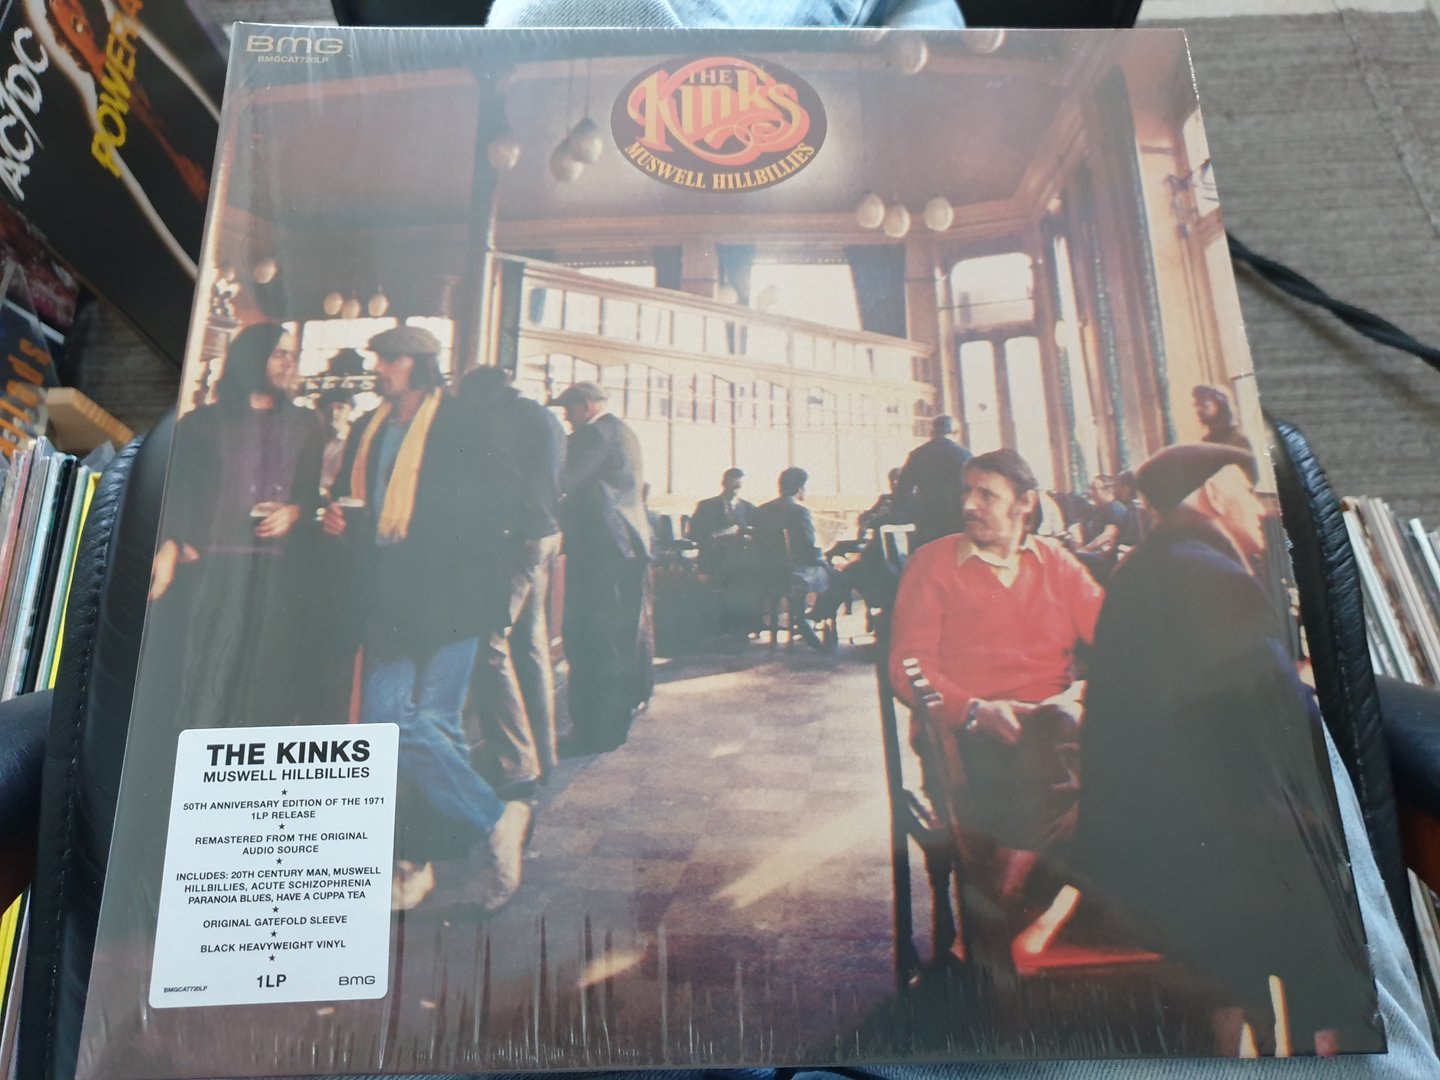 BMG
BMGCAT720LP
THE
Kinks
MUSWELL HILLBILLIES
AC/DC
POWER
THE KINKS
MUSWELL HILLBILLIES
50TH ANNIVERSARY EDITION OF THE 1971
1LP RELEASE
REMASTERED FROM THE ORIGINAL
AUDIO SOURCE
INCLUDES: 20TH CENTURY MAN, MUSWELL
HILLBILLIES, ACUTE SCHIZOPHRENIA
PARANOIA BLUES, HAVE A CUPPA TEA
ORIGINAL GATEFOLD SLEEVE
BLACK HEAVYWEIGHT VINYL
BMGCAT720LP
1LP
BMG